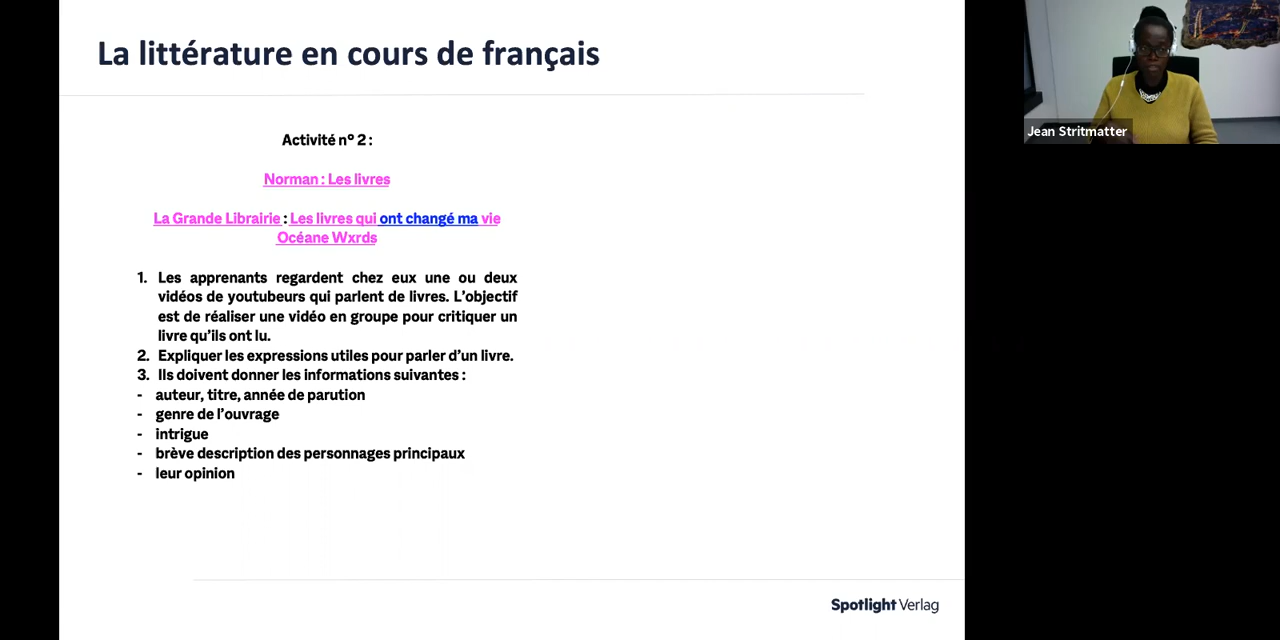 La littérature en cours de français
Jean Stritmatter
Activité n° 2 :
Norman : Les livres
La Grande Librairie : Les livres qui ont changé ma vie
Océane Wxrds
1. Les apprenants regardent chez eux une ou deux
vidéos de youtubeurs qui parlent de livres. L’objectif
est de réaliser une vidéo en groupe pour critiquer un
livre qu’ils ont lu.
2. Expliquer les expressions utiles pour parler d’un livre.
3. Ils doivent donner les informations suivantes :
- auteur, titre, année de parution
- genre de l’ouvrage
- intrigue
- brève description des personnages principaux
- leur opinion
Spotlight Verlag